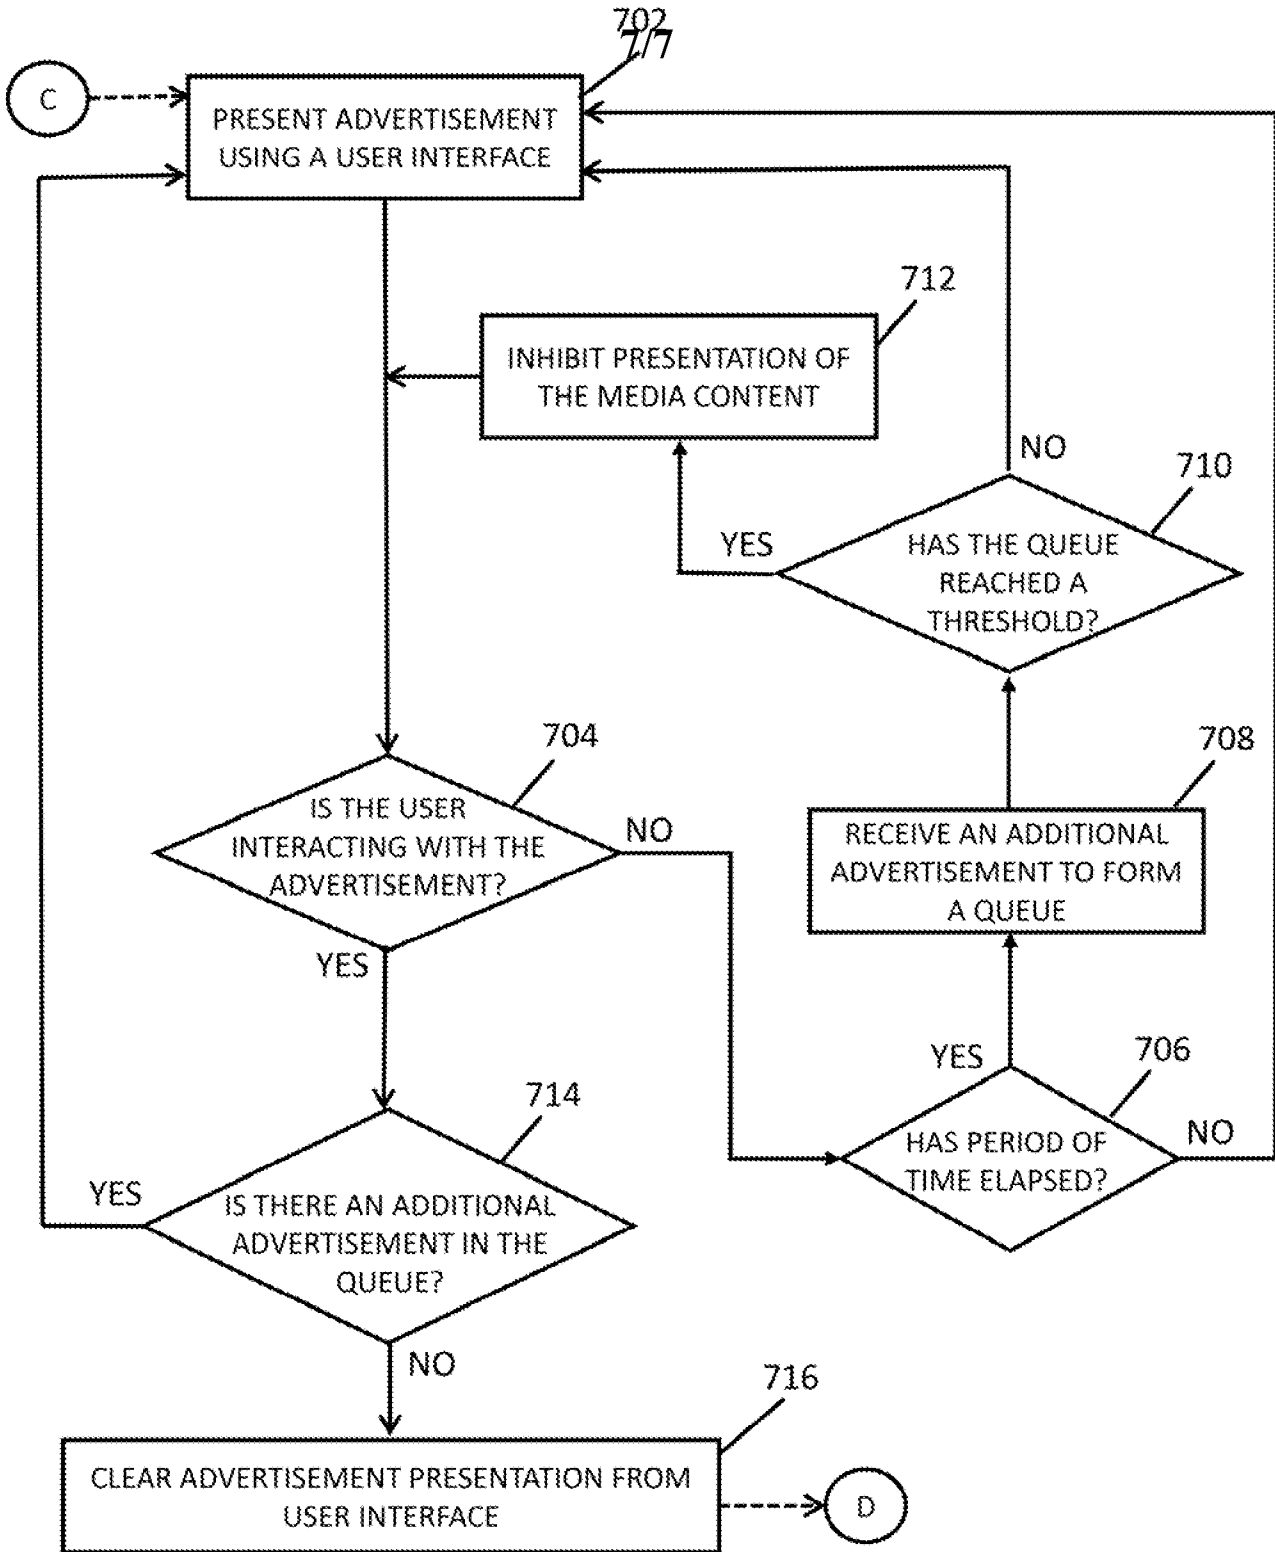 702
7/7
C
PRESENT ADVERTISEMENT
USING A USER INTERFACE
712
INHIBIT PRESENTATION OF
THE MEDIA CONTENT
NO
710
YES
HAS THE QUEUE
REACHED A
THRESHOLD?
704
708
IS THE USER
INTERACTING WITH THE
ADVERTISEMENT?
NO
RECEIVE AN ADDITIONAL
ADVERTISEMENT TO FORM
A QUEUE
YES
YES
706
714
HAS PERIOD OF
TIME ELAPSED?
NO
YES
IS THERE AN ADDITIONAL
ADVERTISEMENT IN THE
QUEUE?
NO
716
CLEAR ADVERTISEMENT PRESENTATION FROM
USER INTERFACE
D